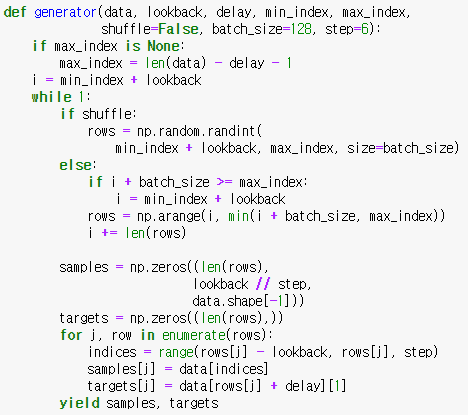 def generator(data, lookback, delay, min_index, max_index,
              shuffle=False, batch_size=128, step=6):
    if max_index is None:
        max_index = len(data) - delay - 1
    i = min_index + lookback
    while 1:
        if shuffle:
            rows = np.random.randint(
                min_index + lookback, max_index, size=batch_size)
        else:
            if i + batch_size >= max_index:
                i = min_index + lookback
            rows = np.arange(i, min(i + batch_size, max_index))
            i += len(rows)

        samples = np.zeros((len(rows),
                           lookback // step,
                           data.shape[-1]))
        targets = np.zeros((len(rows),))
        for j, row in enumerate(rows):
            indices = range(rows[j] - lookback, rows[j], step)
            samples[j] = data[indices]
            targets[j] = data[rows[j] + delay][1]
        yield samples, targets